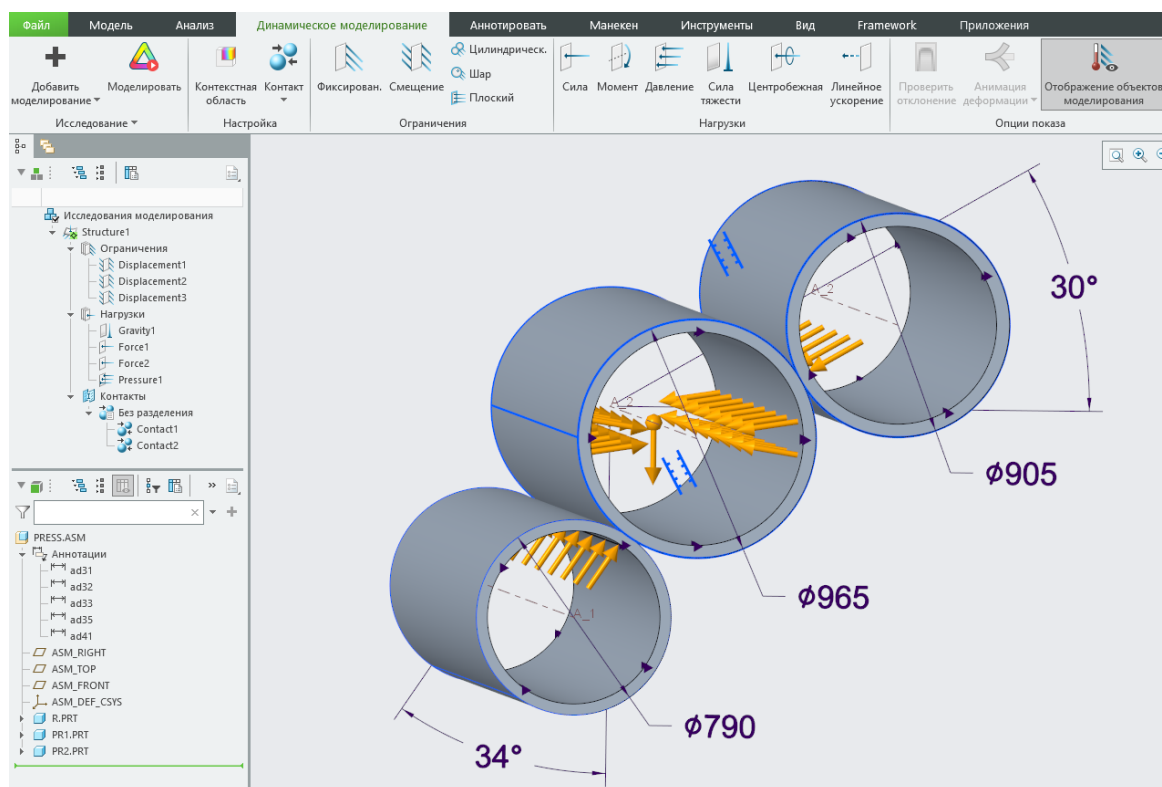 Файл Модель Анализ Динамическое моделирование Аннотировать Манекен Инструменты Вид Framework Приложения
Добавить моделирование
Моделировать
Контекстная область
Контакт
Фиксирован.
Смещение
Цилиндрическ.
Шар
Плоский
Сила
Момент
Давление
Сила тяжести
Центробежная
Линейное ускорение
Проверить отклонение
Анимация деформации
Отображение объектов моделирования
Исследование Настройка Ограничения Нагрузки Опции показа
Исследования моделирования
Structure1
Ограничения
Displacement1
Displacement2
Displacement3
Нагрузки
Gravity1
Force1
Force2
Pressure1
Контакты
Без разделения
Contact1
Contact2
PRESS.ASM
Аннотации
ad31
ad32
ad33
ad35
ad41
ASM_RIGHT
ASM_TOP
ASM_FRONT
ASM_DEF_CSYS
R.PRT
PR1.PRT
PR2.PRT
30°
A_2
ϕ905
A_2
ϕ965
A_1
ϕ790
34°